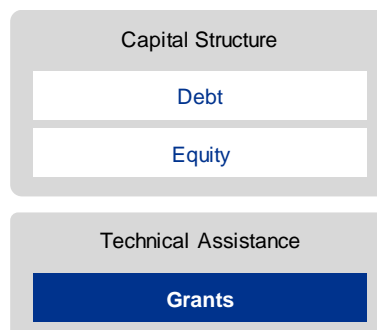 Capital Structure
Debt
Equity
Technical Assistance
Grants